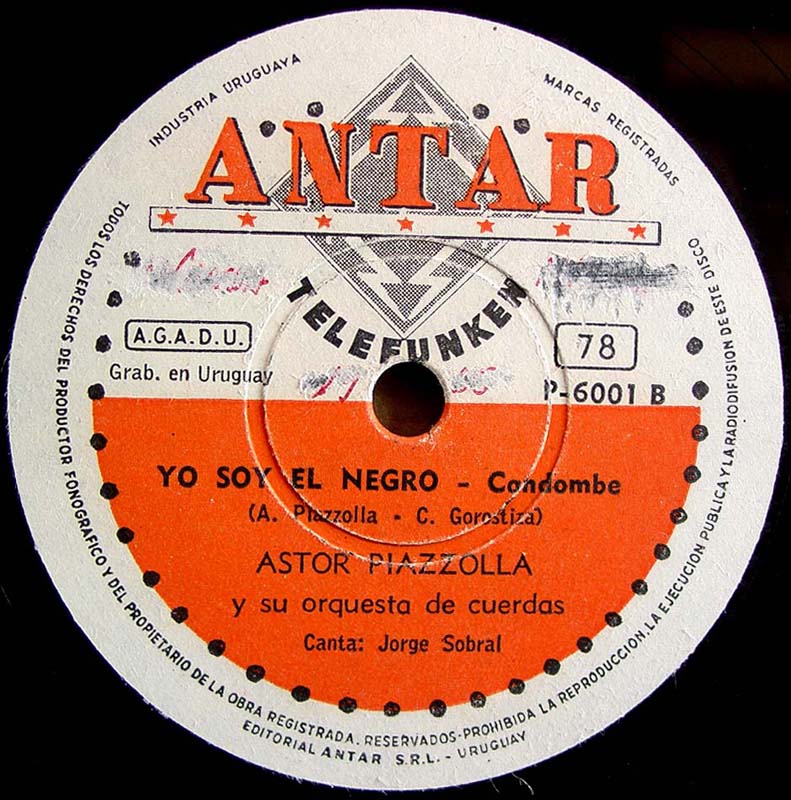 INDUSTRIA URUGUAYA
MARCAS REGISTRADAS
ANTAR
TELEFUNKEN
A.G.A.D.U.
78
Grab. en Uruguay
P-6001 B
YO SOY EL NEGRO - Candombe
(A. Piazzolla - C. Gorostiza)
ASTOR PIAZZOLLA
y su orquesta de cuerdas
Canta: Jorge Sobral
TODOS LOS DERECHOS DEL PRODUCTOR FONOGRAFICO Y DEL PROPIETARIO DE LA OBRA REGISTRADA. RESERVADOS-PROHIBIDA LA REPRODUCCION, LA EJECUCION PUBLICA Y LA RADIODIFUSION DE ESTE DISCO
EDITORIAL ANTAR S.R.L. - URUGUAY